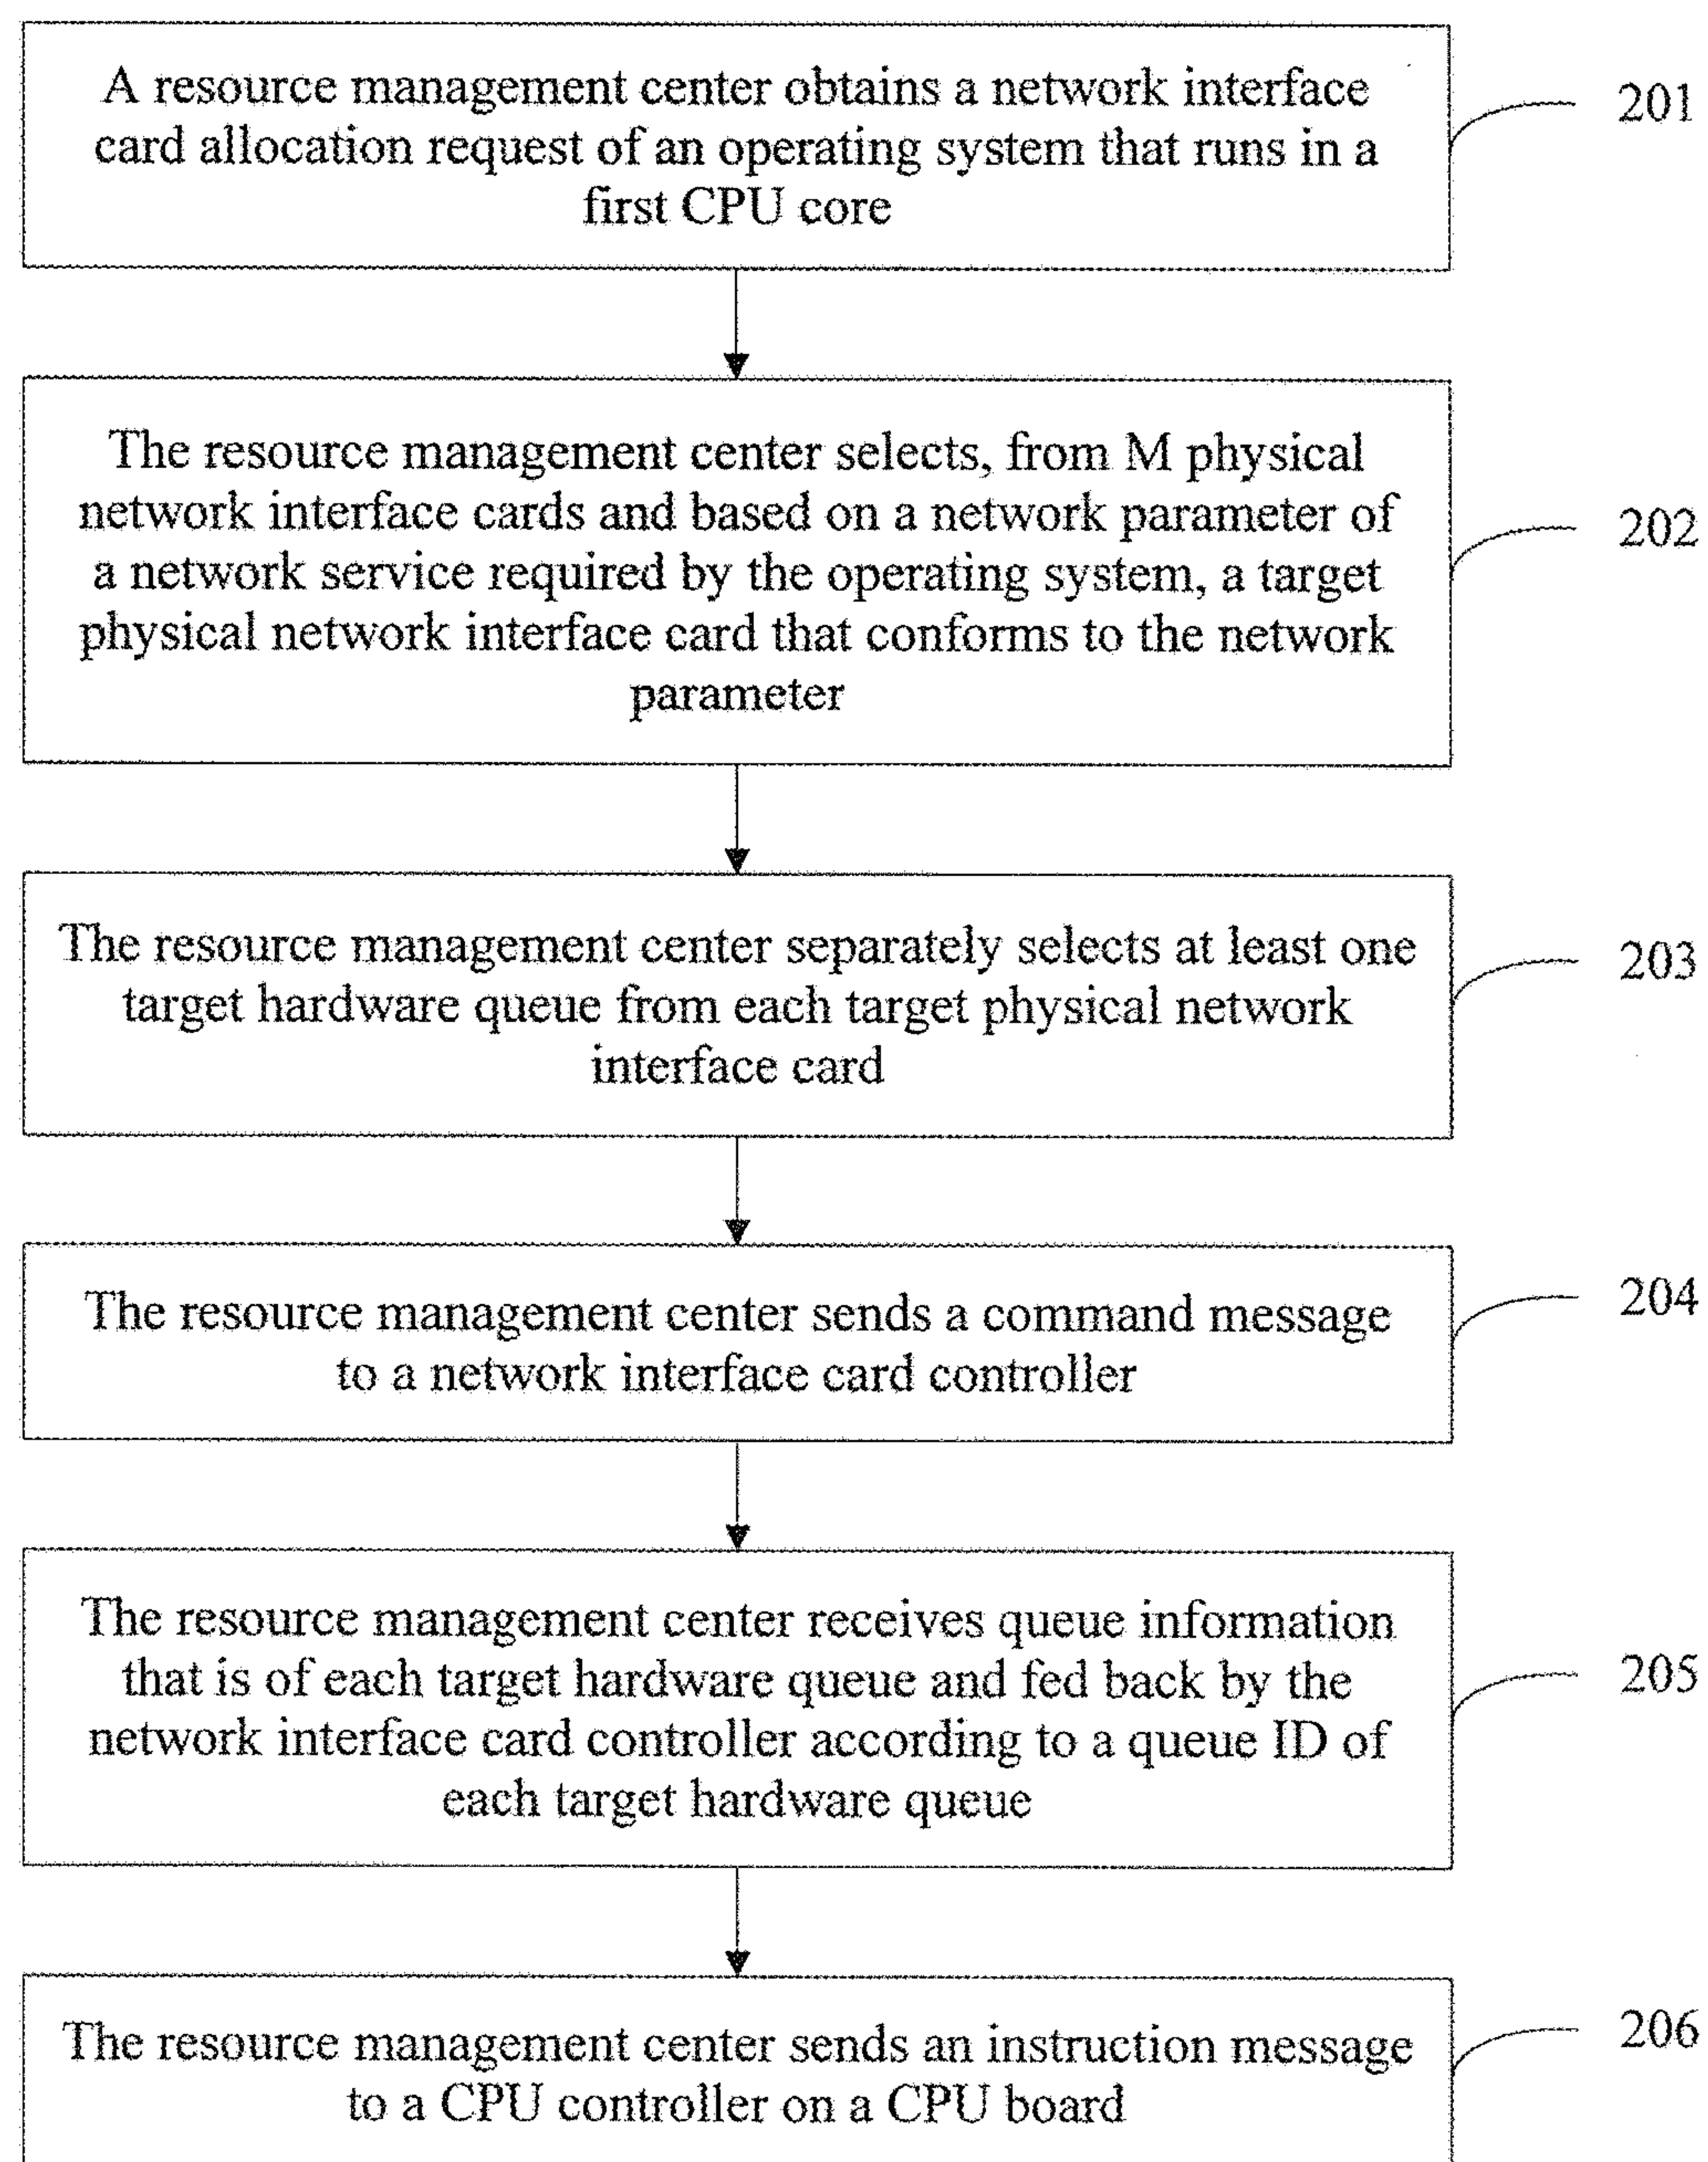 A resource management center obtains a network interface
card allocation request of an operating system that runs in a
first CPU core
201
The resource management center selects, from M physical
network interface cards and based on a network parameter of
a network service required by the operating system, a target
physical network interface card that conforms to the network
parameter
202
The resource management center separately selects at least one
target hardware queue from each target physical network
interface card
203
The resource management center sends a command message
to a network interface card controller
204
The resource management center receives queue information
that is of each target hardware queue and fed back by the
network interface card controller according to a queue ID of
each target hardware queue
205
The resource management center sends an instruction message
to a CPU controller on a CPU board
206